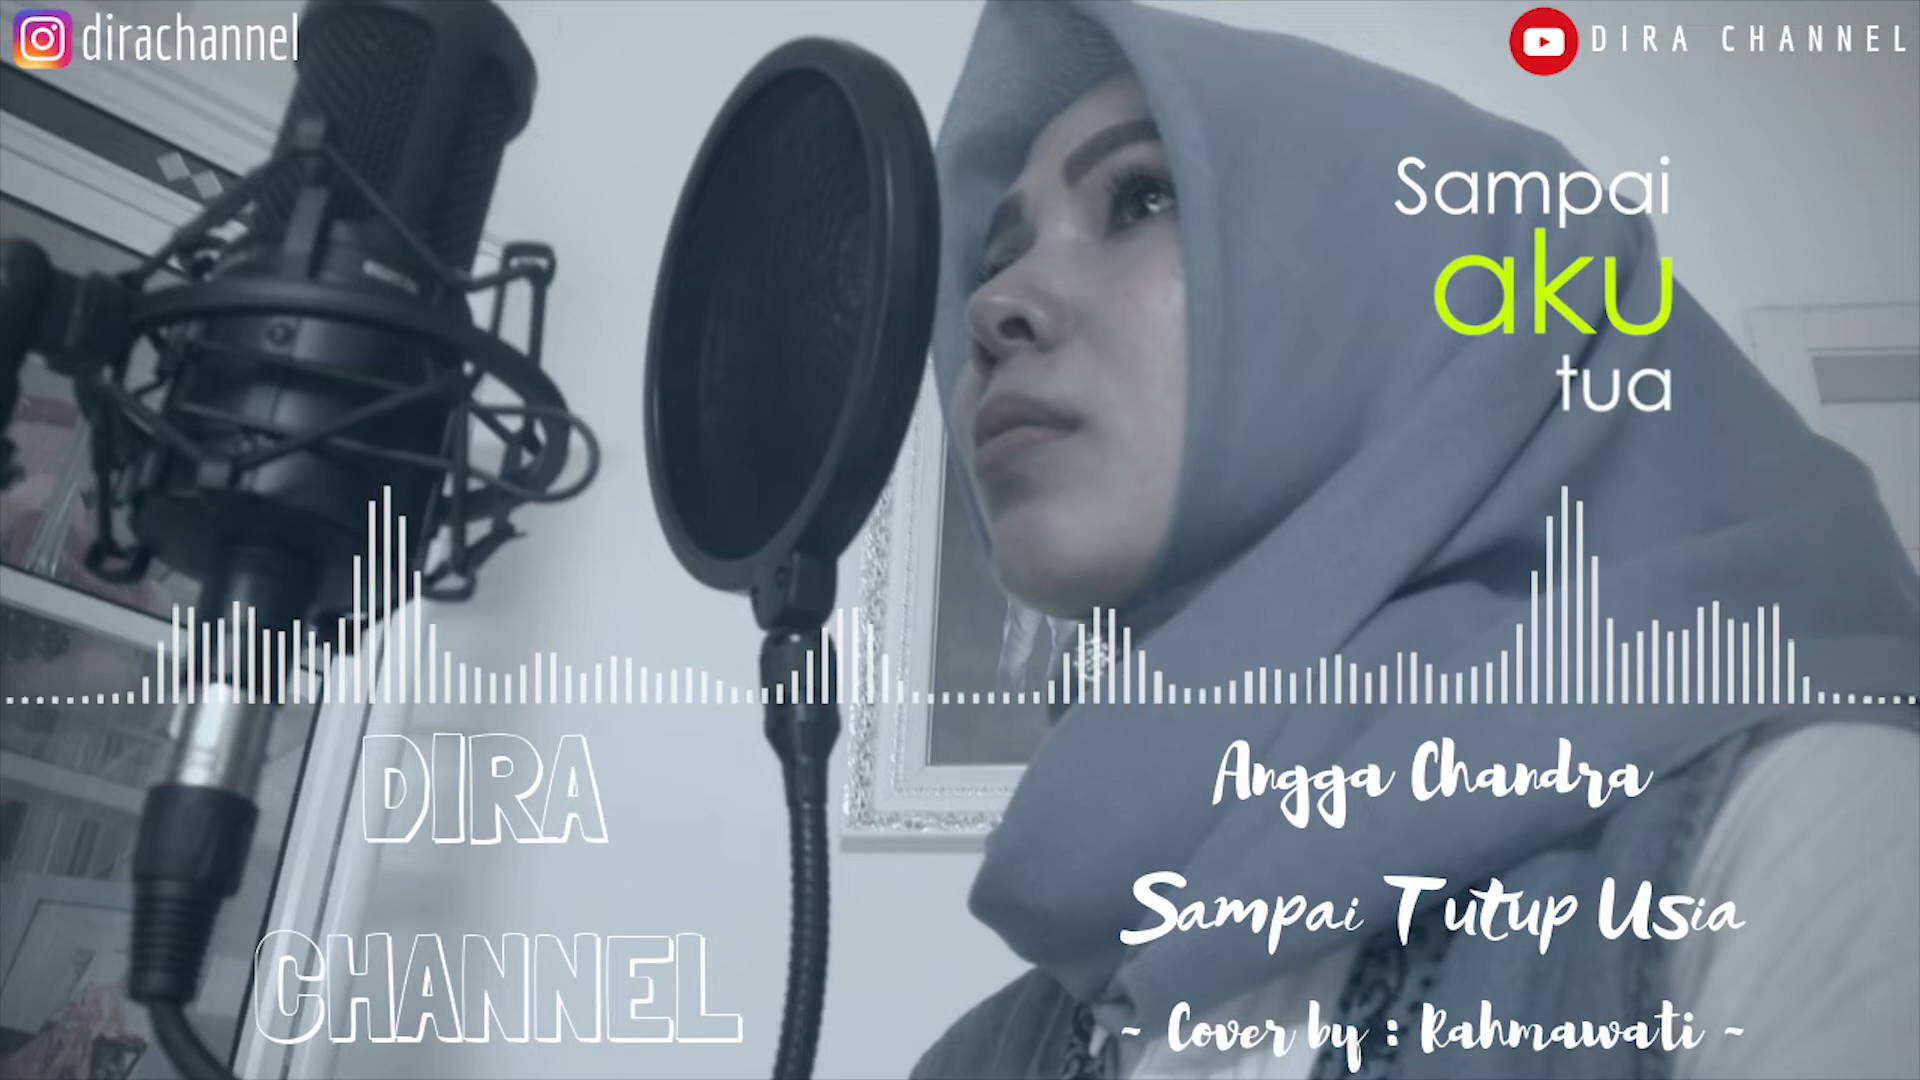 dirachannel
DIRA CHANNEL
Sampai
aku
tua
DIRA
CHANNEL
Angga Chandra
Sampai Tutup Usia
~ Cover by : Rahmawati ~